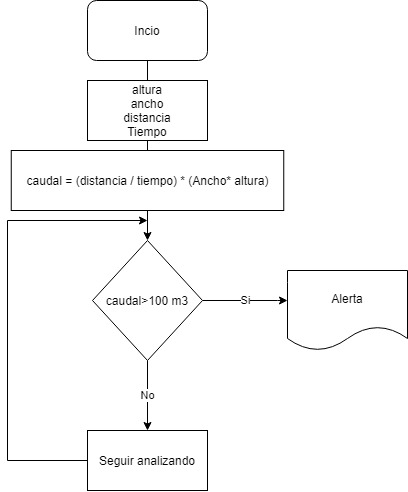 Incio
altura
ancho
distancia
Tiempo
caudal = (distancia / tiempo) * (Ancho* altura)
caudal>100 m3
Si
Alerta
No
Seguir analizando